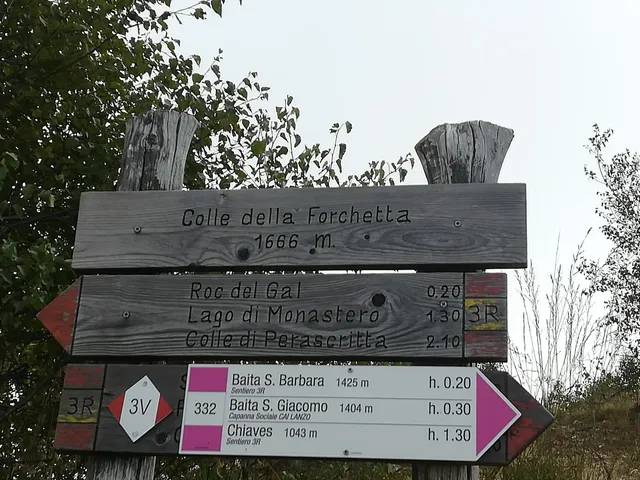 Colle della Forchetta
1666 m.
Roc del Gal 0.20
Lago di Monastero 1.30 3R
Colle di Perascritta 2.10
Baita S. Barbara 1425 m h. 0.20
Sentiero 3R
3R 3V 332 Baita S. Giacomo 1404 m h. 0.30
Capanna Sociale CAI LANZO
Chiaves 1043 m h. 1.30
Sentiero 3R